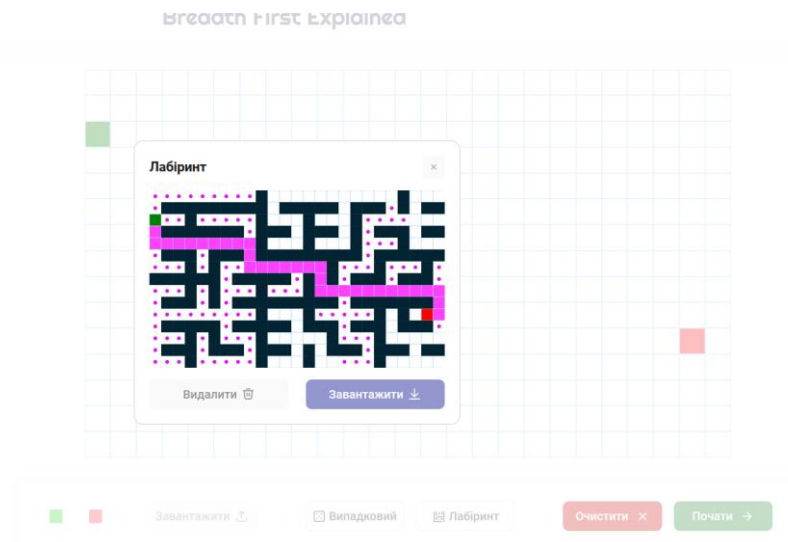 Breadth First Explained
Лабіринт
Видалити
Завантажити
Завантажити
Випадковий
Лабіринт
Очистити
Почати